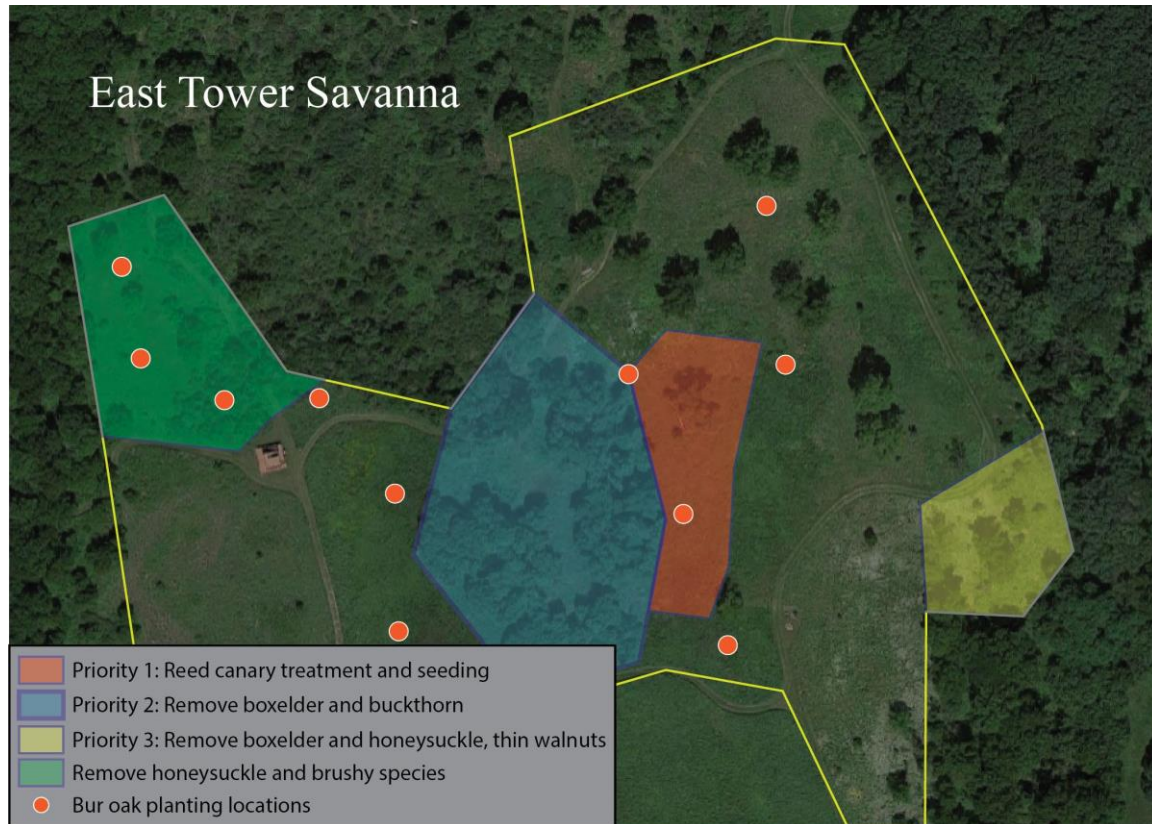 East Tower Savanna
Priority 1: Reed canary treatment and seeding
Priority 2: Remove boxelder and buckthorn
Priority 3: Remove boxelder and honeysuckle, thin walnuts
Remove honeysuckle and brushy species
Bur oak planting locations